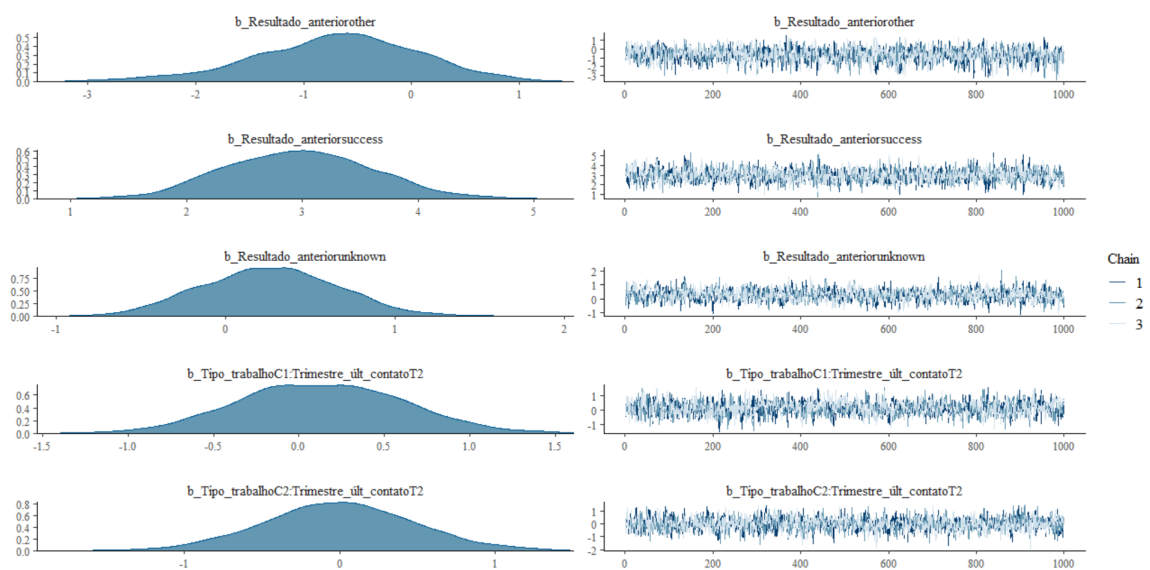 b_Resultado_anteriorother
0.5
0.4
0.3
0.2
0.1
0.0
-3 -2 -1 0 1
b_Resultado_anteriorother
1
0
-1
-2
-3
0 200 400 600 800 1000
b_Resultado_anteriorsuccess
0.6
0.5
0.4
0.3
0.2
0.1
0.0
1 2 3 4 5
b_Resultado_anteriorsuccess
5
4
3
2
1
0 200 400 600 800 1000
b_Resultado_anteriorunknown
0.75
0.50
0.25
0.00
-1 0 1 2
b_Resultado_anteriorunknown
2
1
0
-1
0 200 400 600 800 1000
b_Tipo_trabalhoC1:Trimestre_últ_contatoT2
0.6
0.4
0.2
0.0
-1.5 -1.0 -0.5 0.0 0.5 1.0 1.5
b_Tipo_trabalhoC1:Trimestre_últ_contatoT2
1
0
-1
0 200 400 600 800 1000
b_Tipo_trabalhoC2:Trimestre_últ_contatoT2
0.8
0.6
0.4
0.2
0.0
-1 0 1
b_Tipo_trabalhoC2:Trimestre_últ_contatoT2
1
0
-1
-2
0 200 400 600 800 1000
Chain
1
2
3